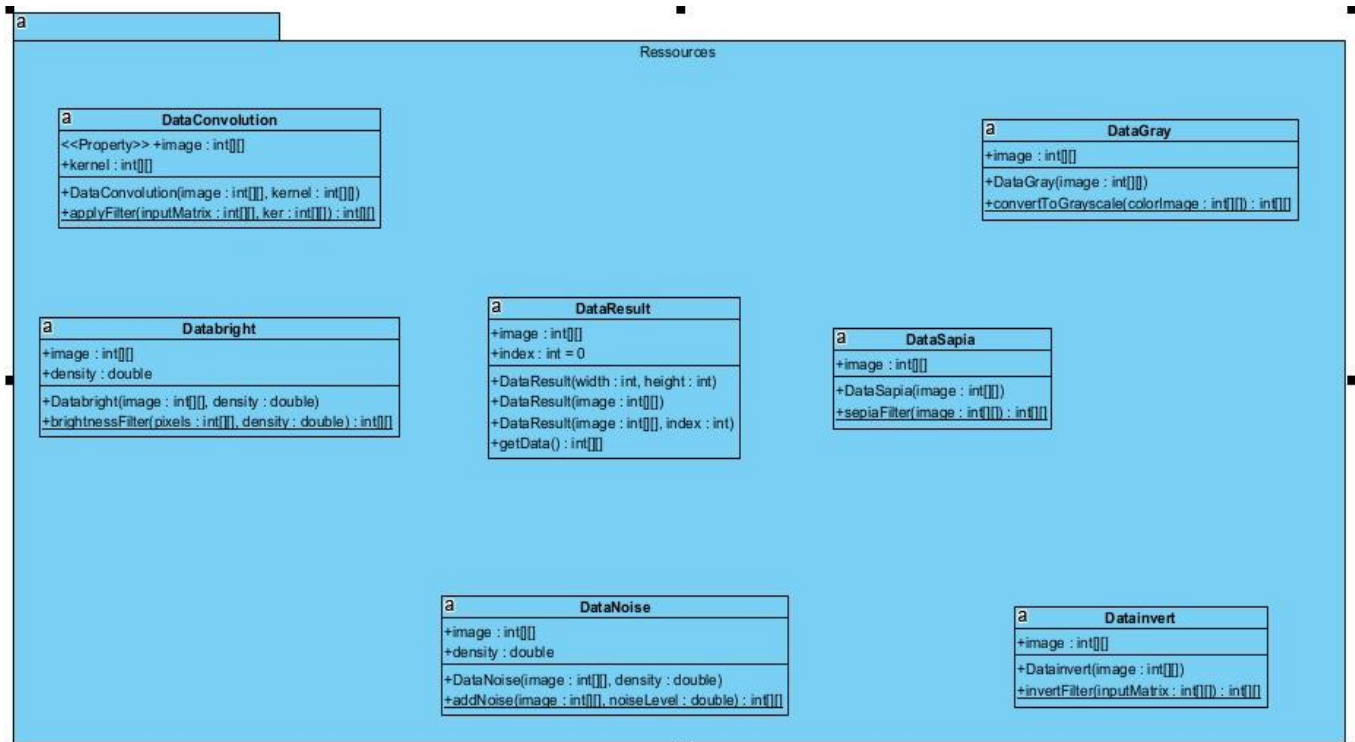 a
Ressources
a
DataConvolution
<<Property>> +image : int[][]
+kernel : int[][]
+DataConvolution(image : int[][], kernel : int[][])
+applyFilter(inputMatrix : int[][], ker : int[][]) : int[][]
a
DataGray
+image : int[][]
+DataGray(image : int[][])
+convertToGrayscale(colorImage : int[][]) : int[][]
a
Databright
+image : int[][]
+density : double
+Databright(image : int[][], density : double)
+brightnessFilter(pixels : int[][], density : double) : int[][]
a
DataResult
+image : int[][]
+index : int = 0
+DataResult(width : int, height : int)
+DataResult(image : int[][])
+DataResult(image : int[][], index : int)
+getData() : int[][]
a
DataSapia
+image : int[][]
+DataSapia(image : int[][])
+sepiaFilter(image : int[][]) : int[][]
a
DataNoise
+image : int[][]
+density : double
+DataNoise(image : int[][], density : double)
+addNoise(image : int[][], noiseLevel : double) : int[][]
a
Datainvert
+image : int[][]
+Datainvert(image : int[][])
+invertFilter(inputMatrix : int[][]) : int[][]